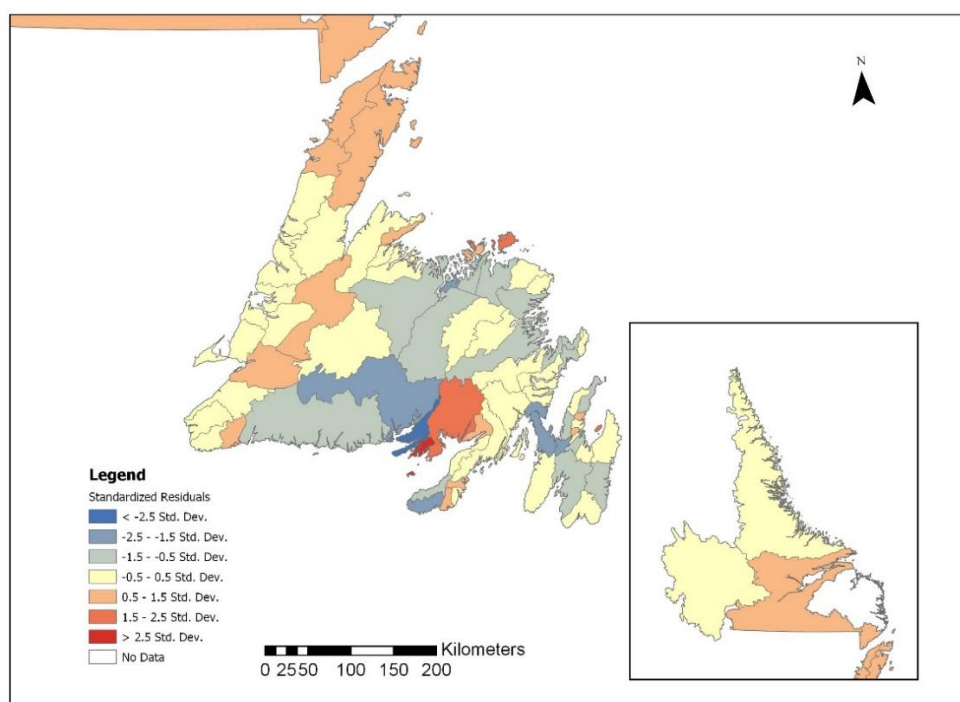 N
Legend
Standardized Residuals
< -2.5 Std. Dev.
-2.5 - -1.5 Std. Dev.
-1.5 - -0.5 Std. Dev.
-0.5 - 0.5 Std. Dev.
0.5 - 1.5 Std. Dev.
1.5 - 2.5 Std. Dev.
> 2.5 Std. Dev.
No Data
Kilometers
0 25 50 100 150 200